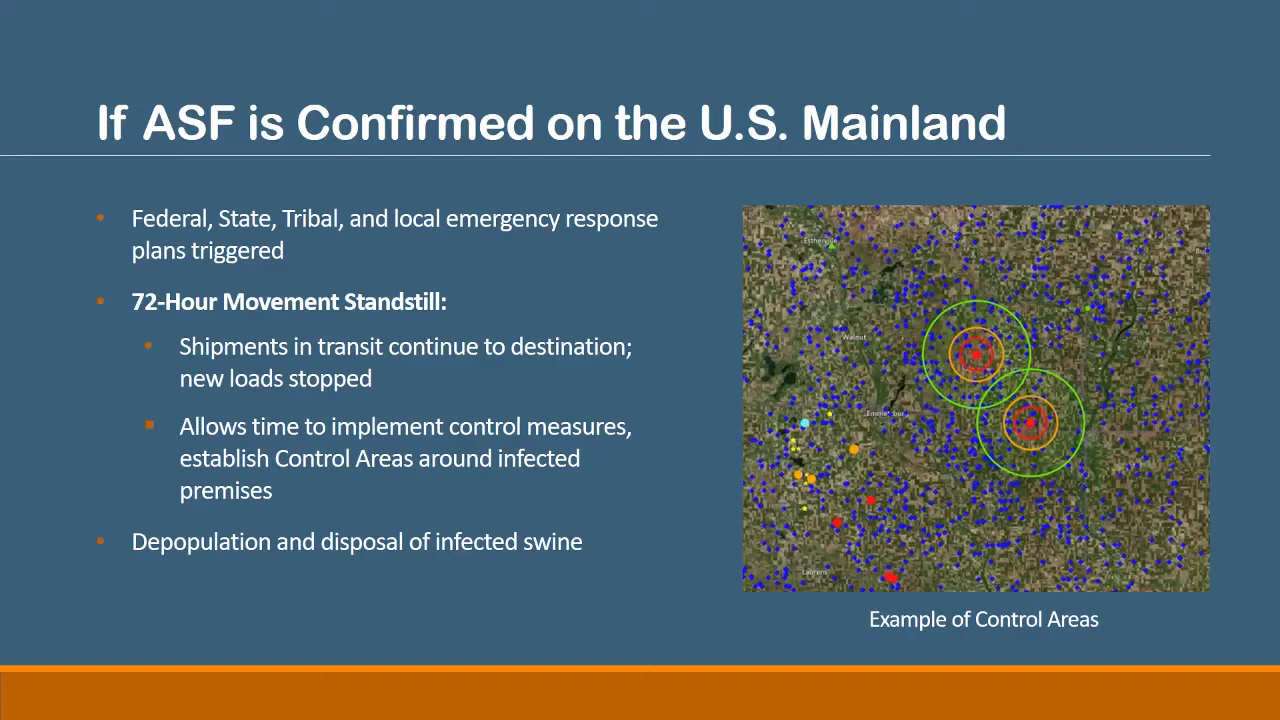 If ASF is Confirmed on the U.S. Mainland
Federal, State, Tribal, and local emergency response
plans triggered
72-Hour Movement Standstill:
Shipments in transit continue to destination;
new loads stopped
Allows time to implement control measures,
establish Control Areas around infected
premises
Depopulation and disposal of infected swine
Walnut
Laurens
Example of Control Areas